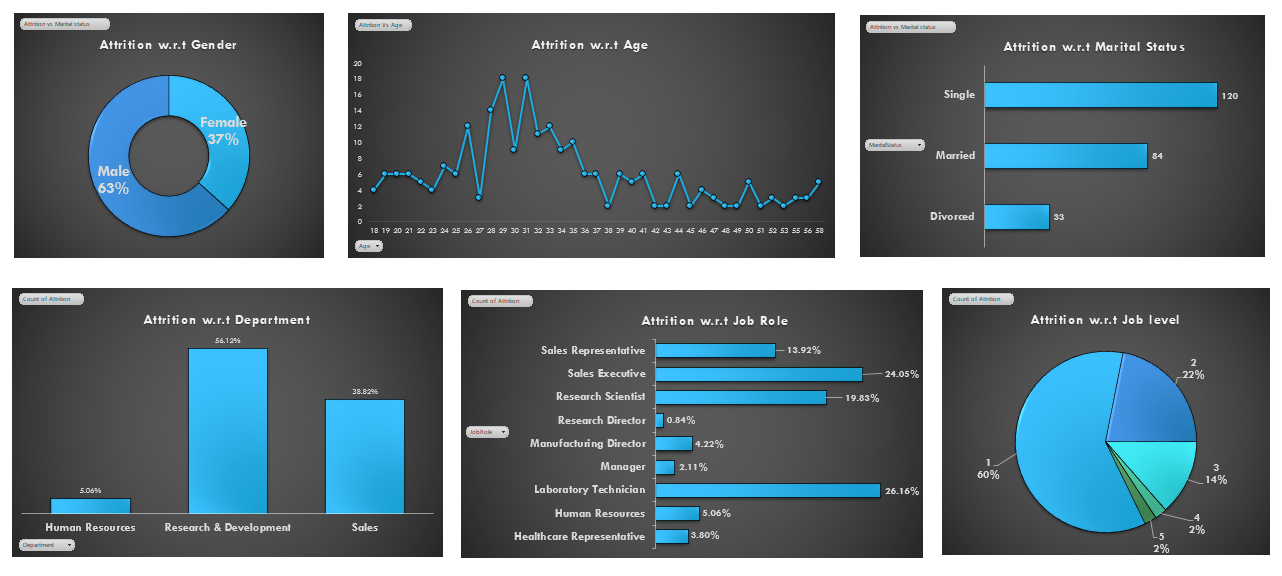 Attrition vs Marital status
Attrition w.r.t Gender
Female
37%
Male
63%
Attrition Vs Age
Attrition w.r.t Age
20
18
16
14
12
10
8
6
4
2
0
18 19 20 21 22 23 24 25 26 27 28 29 30 31 32 33 34 35 36 37 38 39 40 41 42 43 44 45 46 47 48 49 50 51 52 53 55 56 58
Age
Attrition vs Marital status
Attrition w.r.t Marital Status
Single
120
MaritalStatus
Married
84
Divorced
33
Count of Attrition
Attrition w.r.t Department
56.12%
38.82%
5.06%
Human Resources Research & Development Sales
Department
Count of Attrition
Attrition w.r.t Job Role
Sales Representative 13.92%
Sales Executive 24.05%
Research Scientist 19.83%
Research Director 0.84%
JobRole
Manufacturing Director 4.22%
Manager 2.11%
Laboratory Technician 26.16%
Human Resources 5.06%
Healthcare Representative 3.80%
Count of Attrition
Attrition w.r.t Job level
2
22%
1
60%
3
14%
4
2%
5
2%